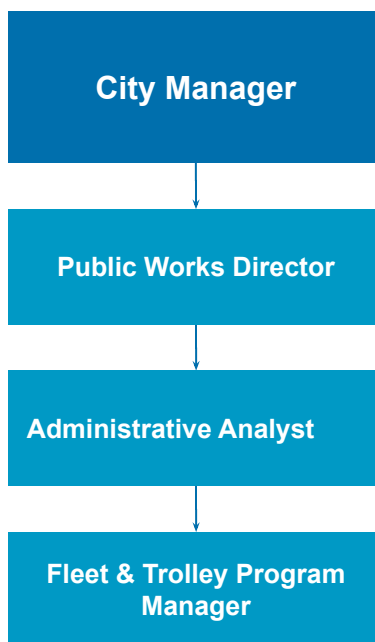 City Manager
Public Works Director
Administrative Analyst
Fleet & Trolley Program
Manager